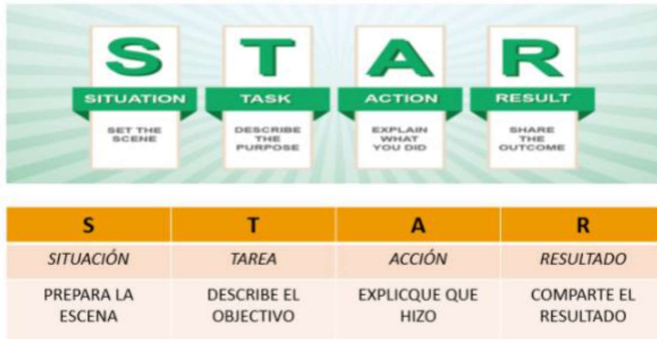 S T A R
SITUATION TASK ACTION RESULT
SET THE SCENE
DESCRIBE THE PURPOSE
EXPLAIN WHAT YOU DID
SHARE THE OUTCOME
S T A R
SITUACIÓN TAREA ACCIÓN RESULTADO
PREPARA LA ESCENA
DESCRIBE EL OBJECTIVO
EXPLICQUE QUE HIZO
COMPARTE EL RESULTADO